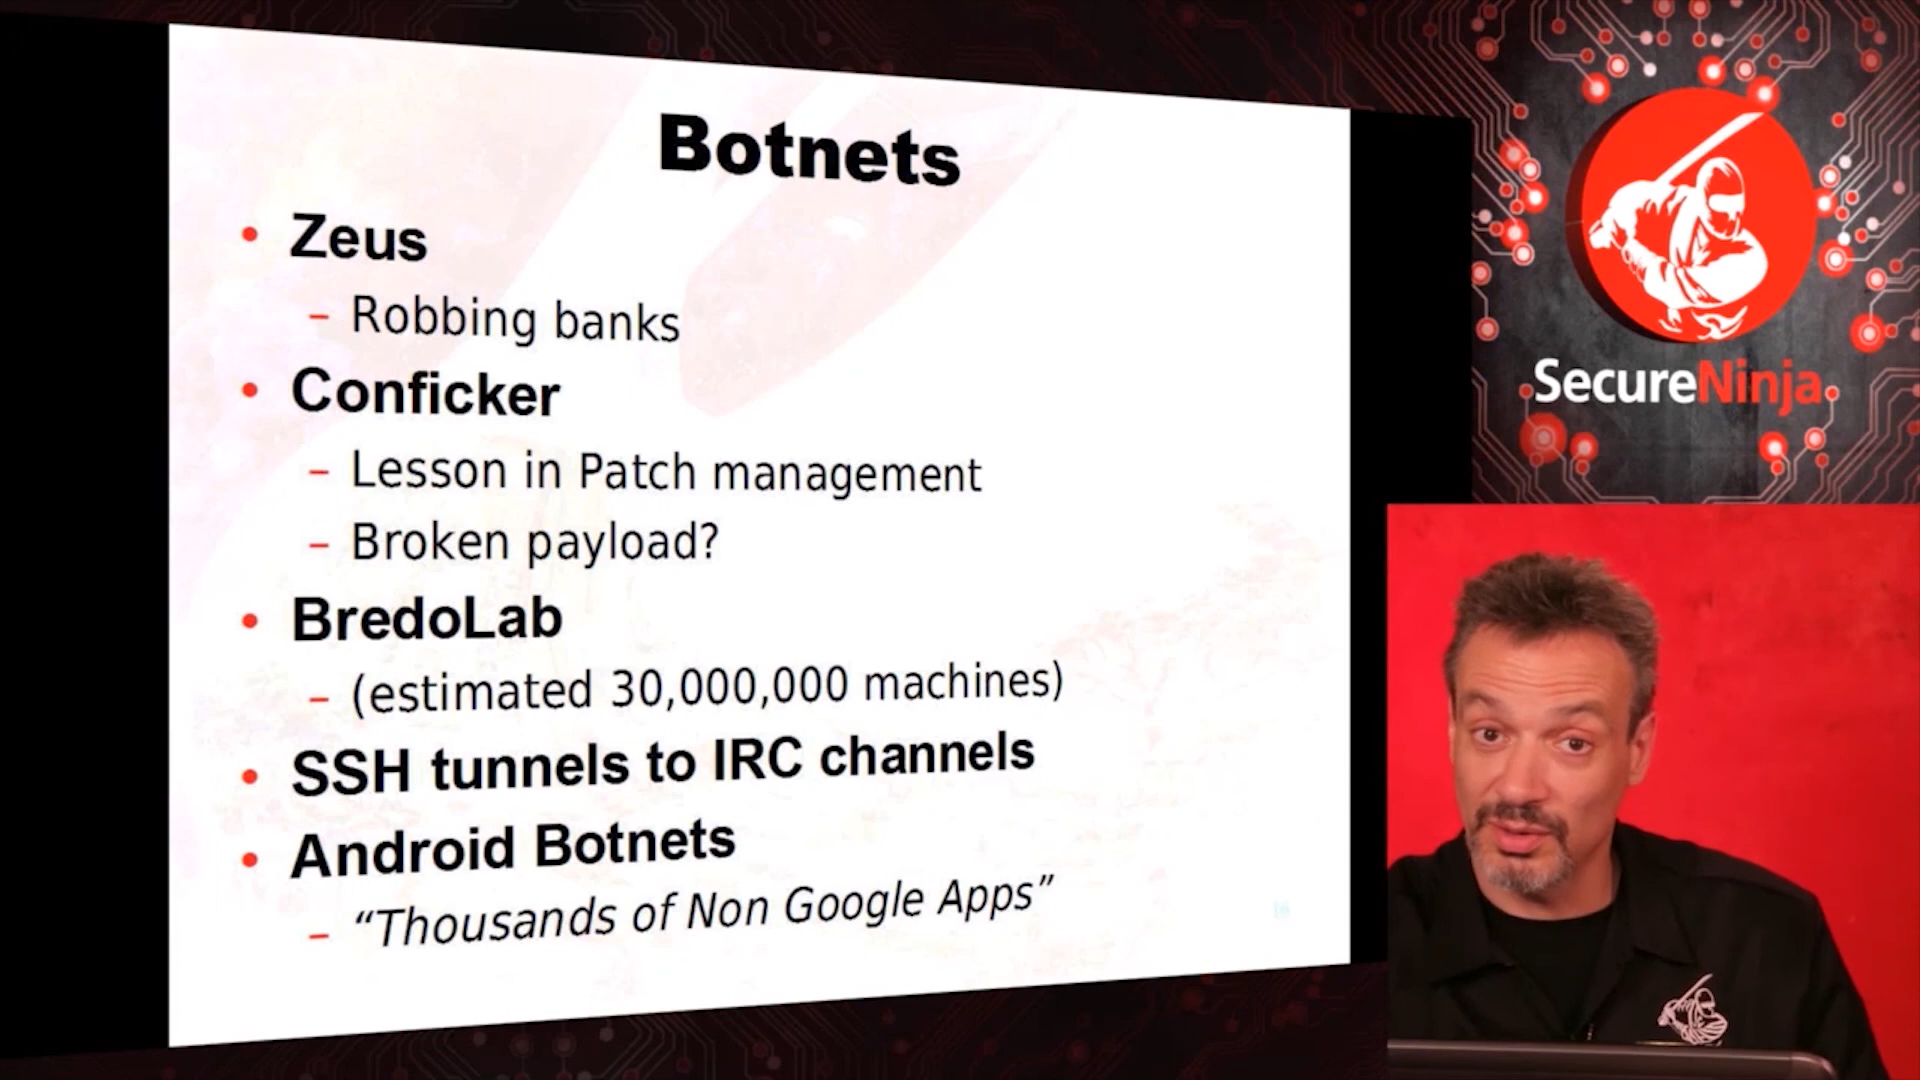 Botnets
• Zeus
– Robbing banks
• Conficker
– Lesson in Patch management
– Broken payload?
• BredoLab
– (estimated 30,000,000 machines)
• SSH tunnels to IRC channels
• Android Botnets
– “Thousands of Non Google Apps”
16
SecureNinja